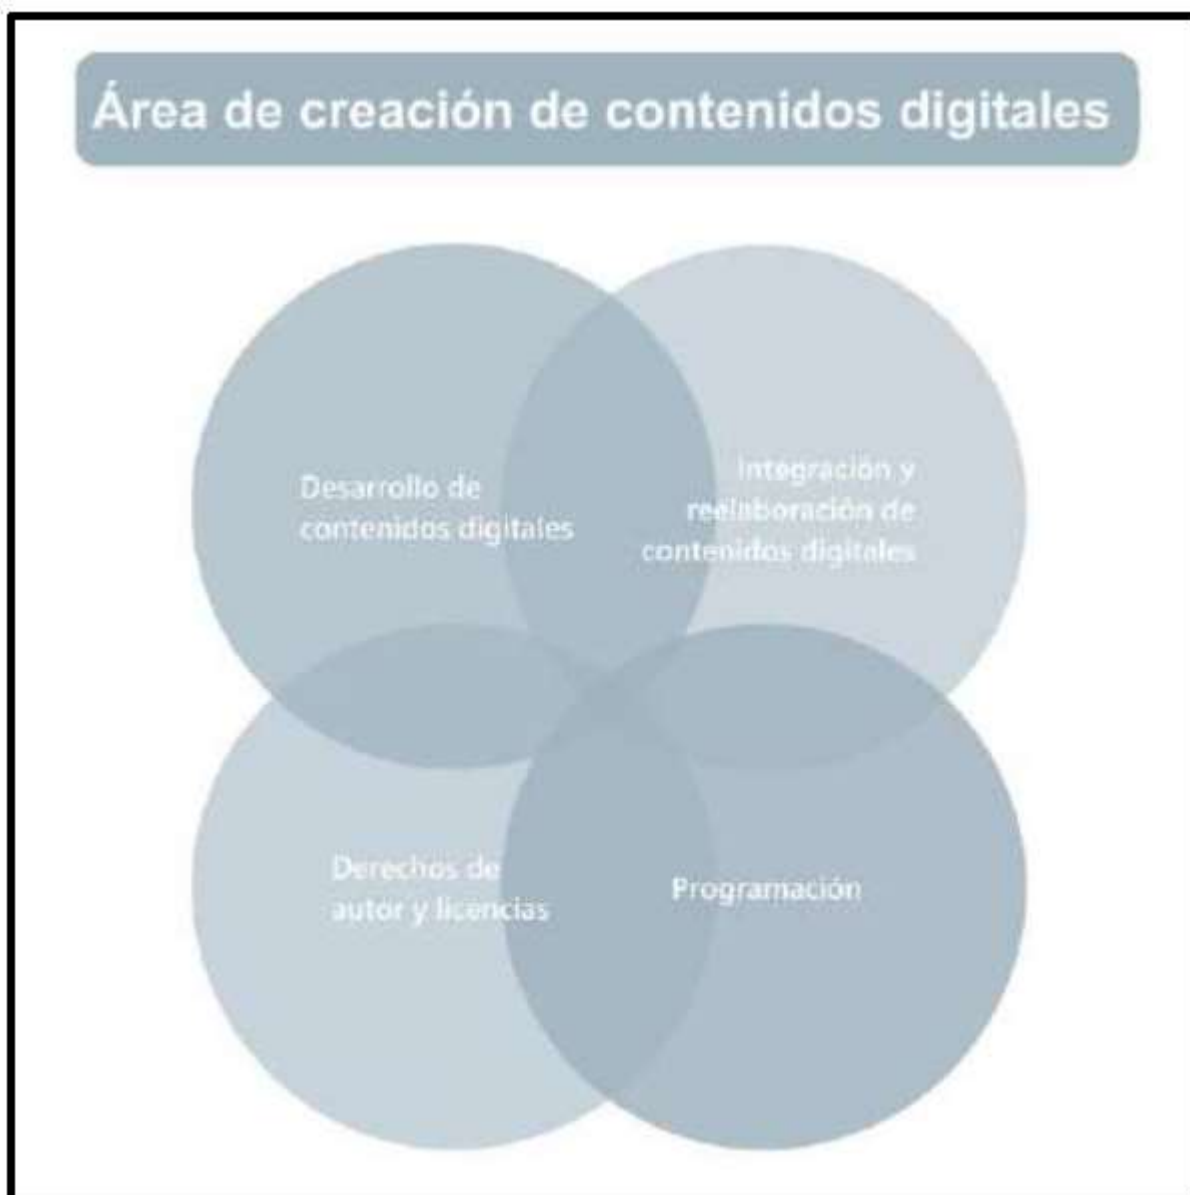 Área de creación de contenidos digitales
Desarrollo de
contenidos digitales
Integración y
reelaboración de
contenidos digitales
Derechos de
autor y licencias
Programación